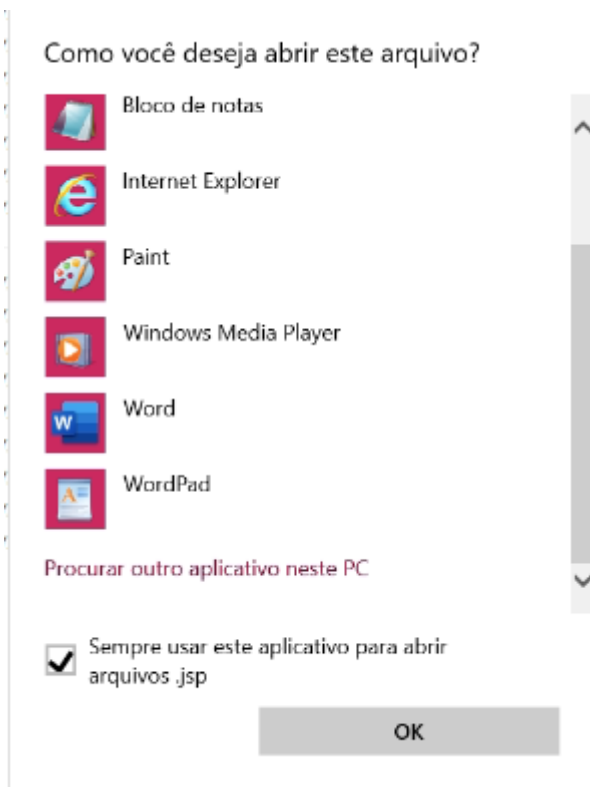 Como você deseja abrir este arquivo?
Bloco de notas
Internet Explorer
Paint
Windows Media Player
Word
WordPad
Procurar outro aplicativo neste PC
Sempre usar este aplicativo para abrir
arquivos .jsp
OK